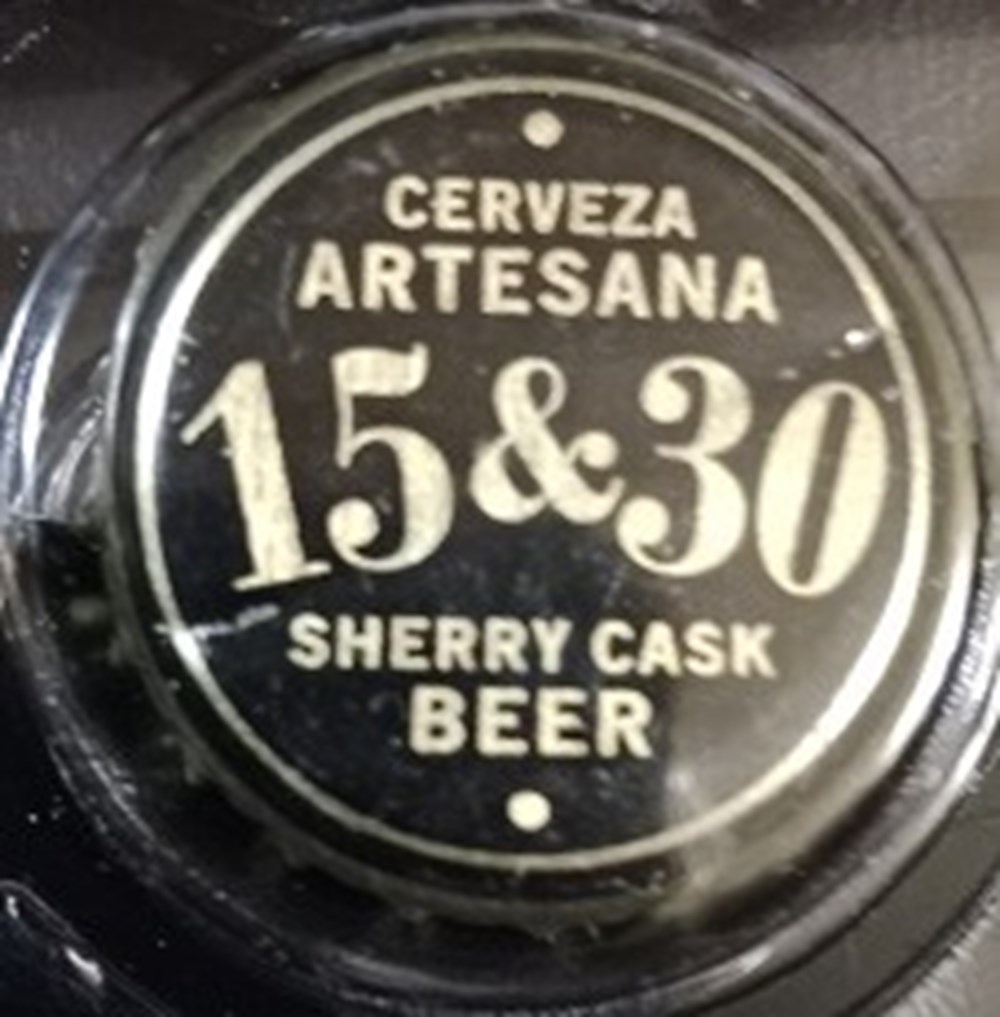 CERVEZA
ARTESANA
15&30
SHERRY CASK
BEER